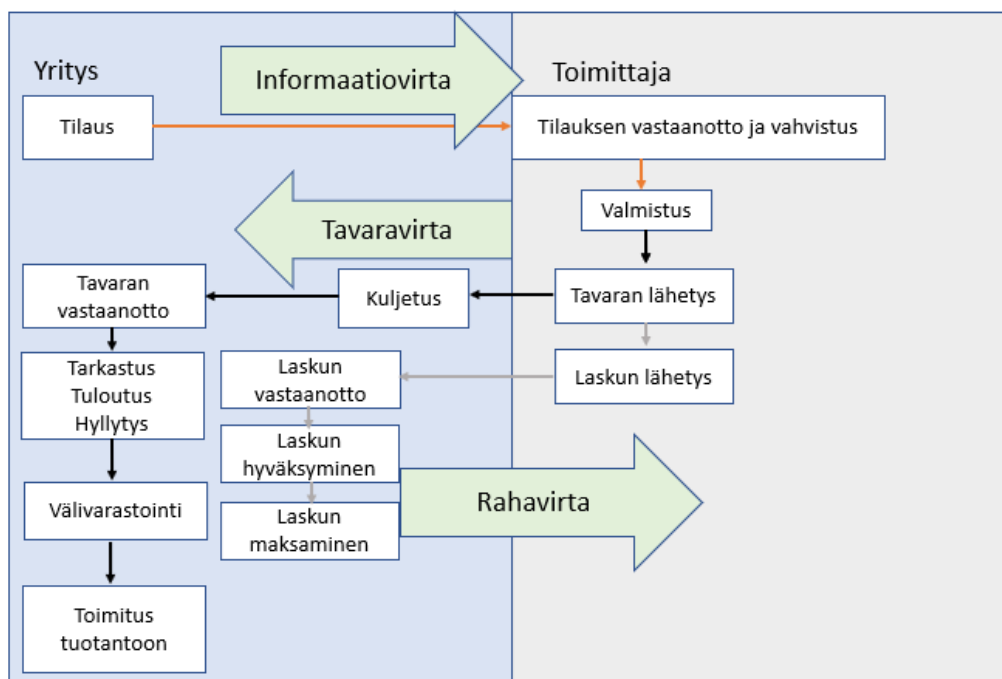 Yritys
Informaatiovirta
Toimittaja
Tilaus
Tilauksen vastaanotto ja vahvistus
Valmistus
Tavaravirta
Tavaran
vastaanotto
Kuljetus
Tavaran lähetys
Tarkastus
Tuloutus
Hyllytys
Laskun
vastaanotto
Laskun lähetys
Laskun
hyväksyminen
Rahavirta
Välivarastointi
Laskun
maksaminen
Toimitus
tuotantoon